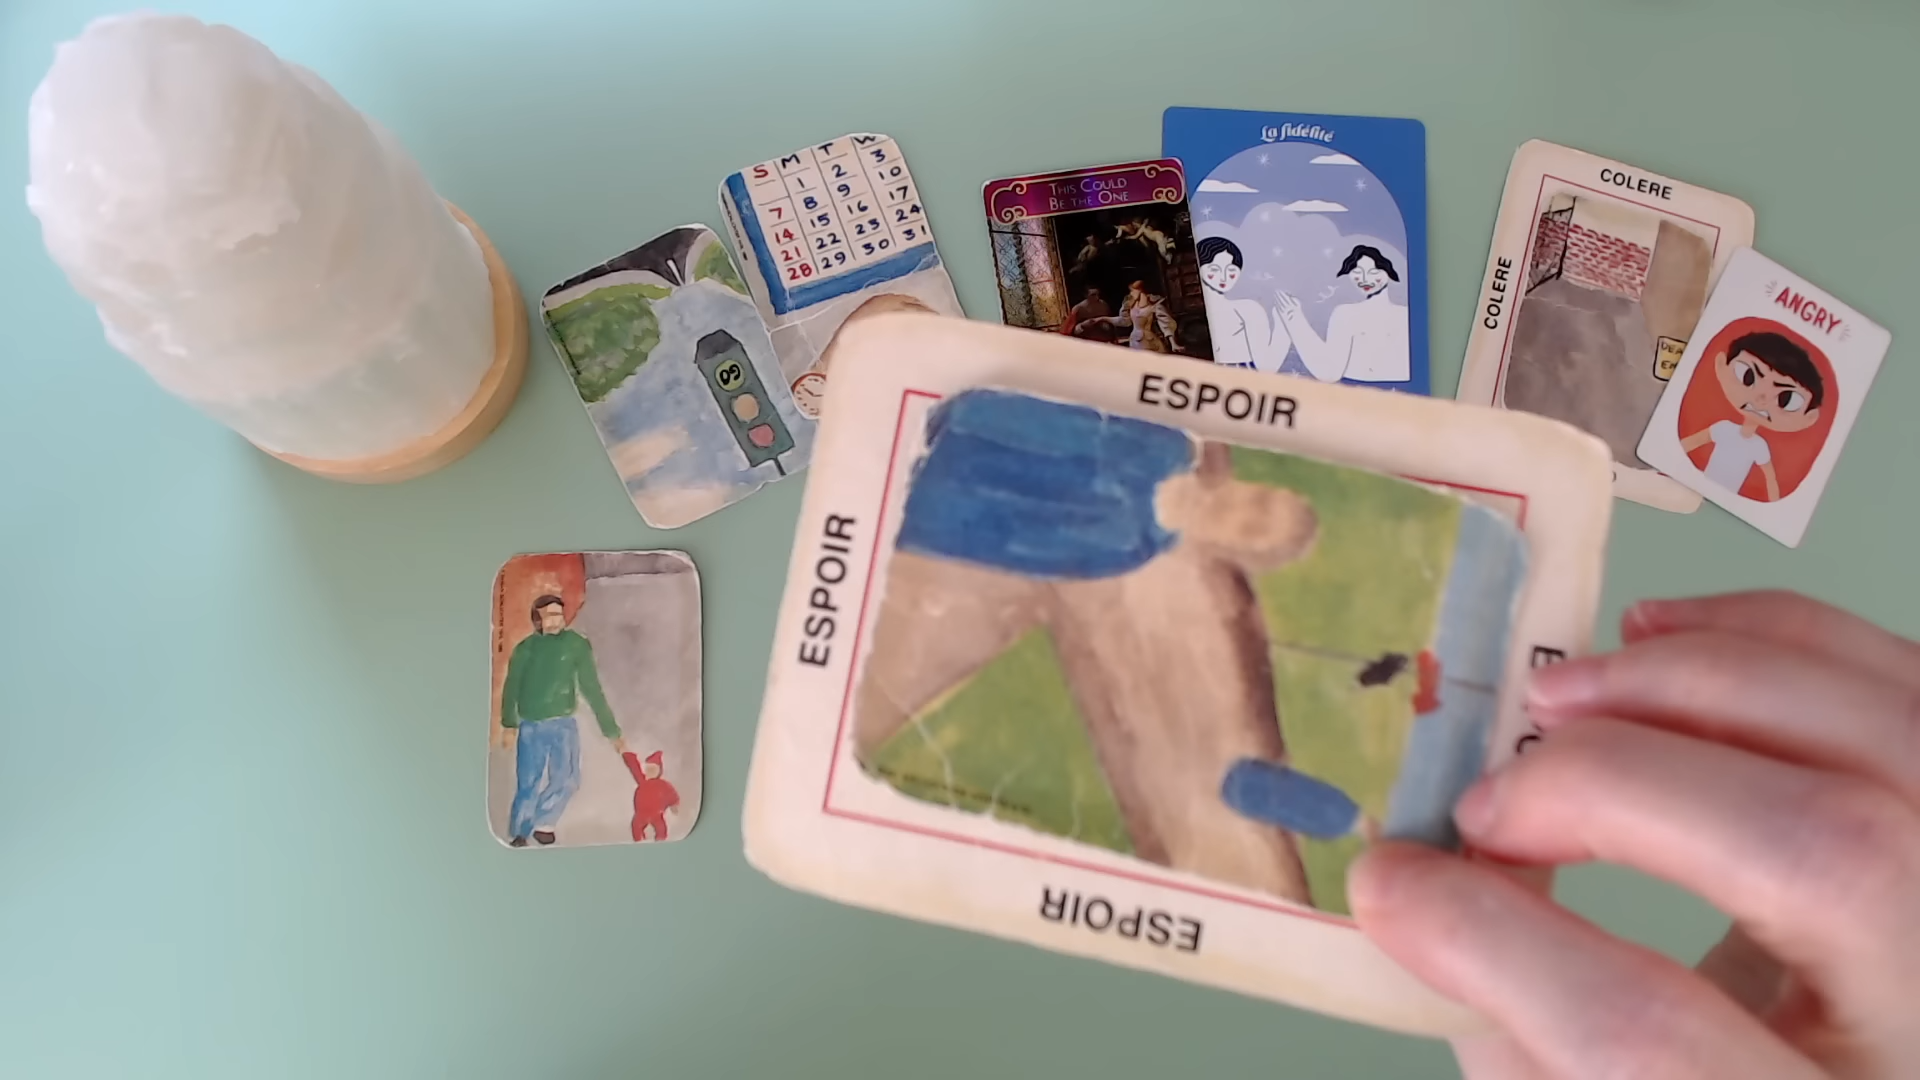 S M T W
1 2 3
7 8 9 10
14 15 16 17
21 22 23 24
28 29 30 31
GO
THIS COULD
BE THE ONE
La fidélité
COLERE
COLERE
ANGRY
ESPOIR
ESPOIR
ESPOIR